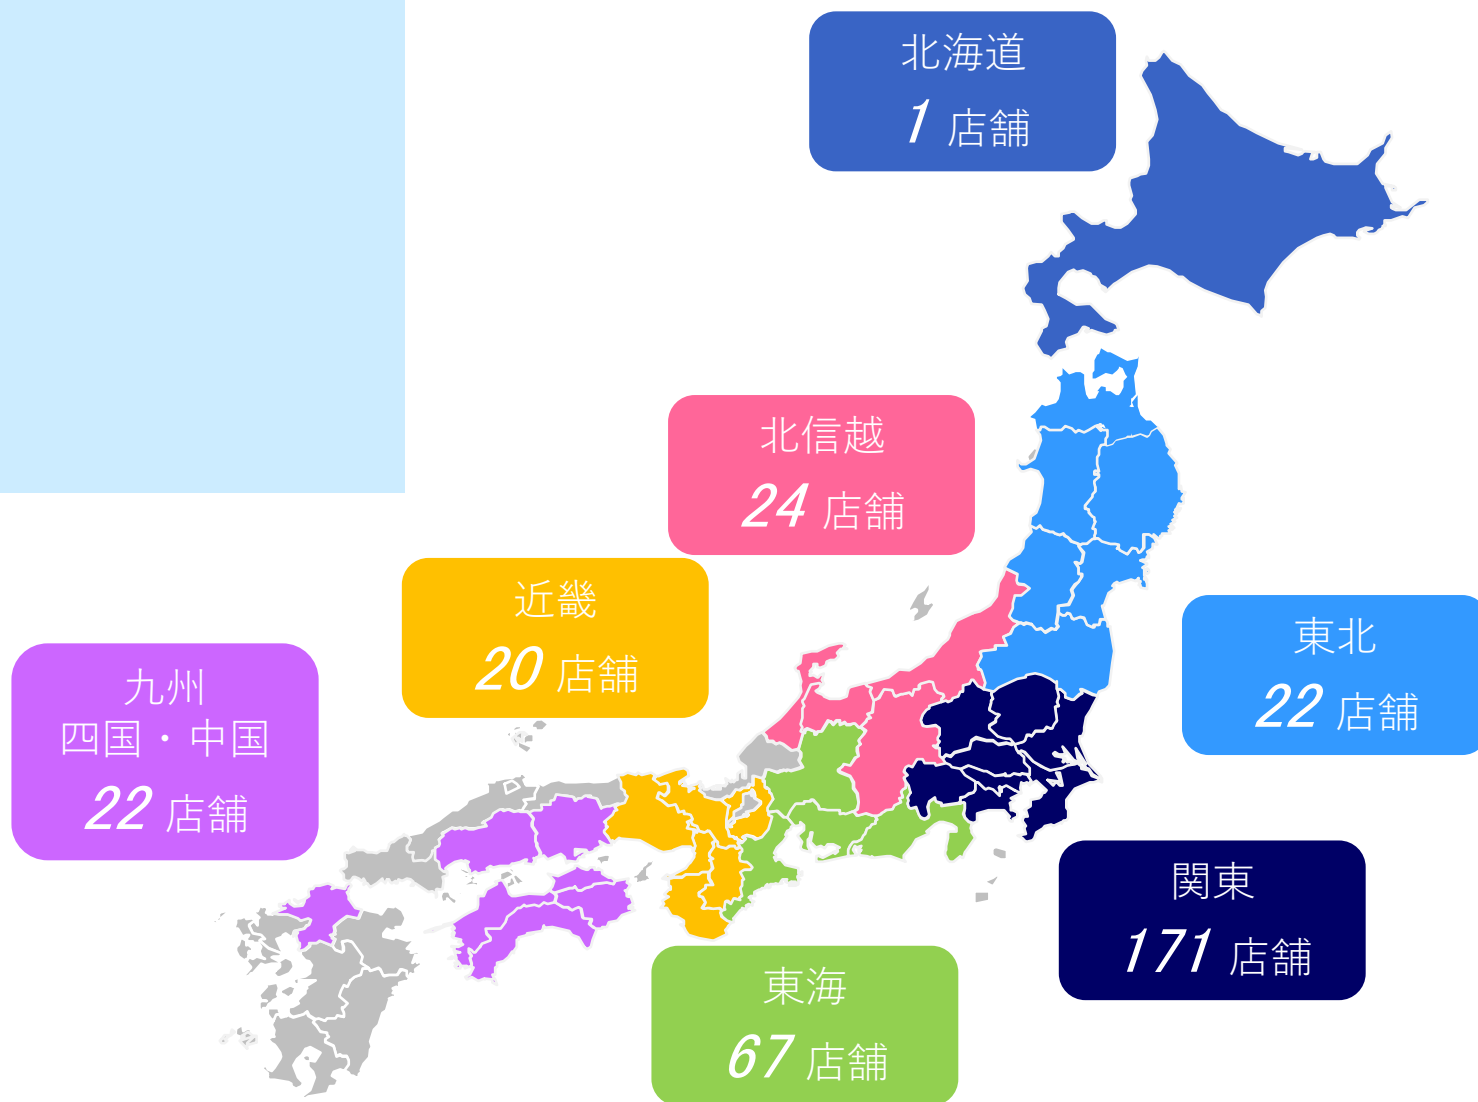 北海道
1 店舗
北信越
24 店舗
近畿
20 店舗
東北
22 店舗
九州
四国・中国
22 店舗
関東
171 店舗
東海
67 店舗